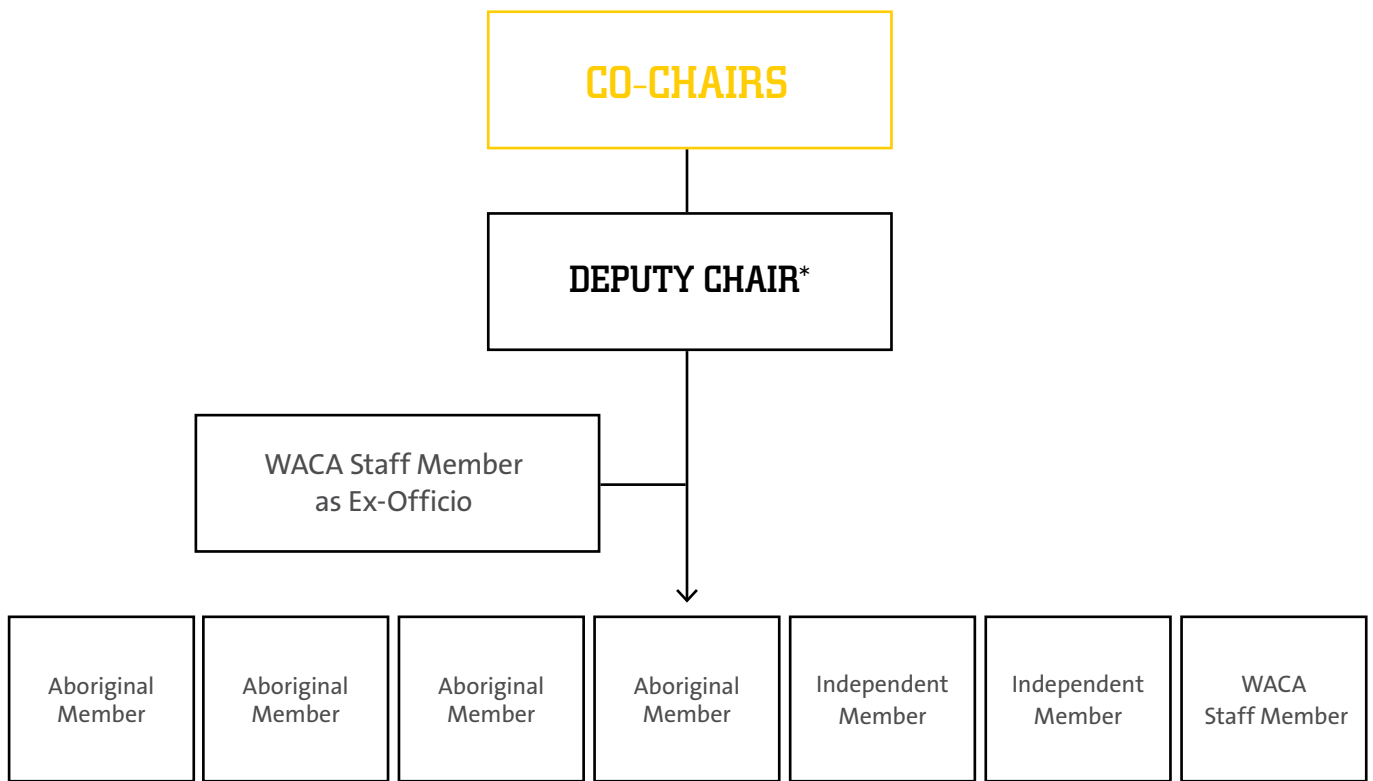 CO-CHAIRS
DEPUTY CHAIR*
WACA Staff Member
as Ex-Officio
Aboriginal
Member
Aboriginal
Member
Aboriginal
Member
Aboriginal
Member
Independent
Member
Independent
Member
WACA
Staff Member